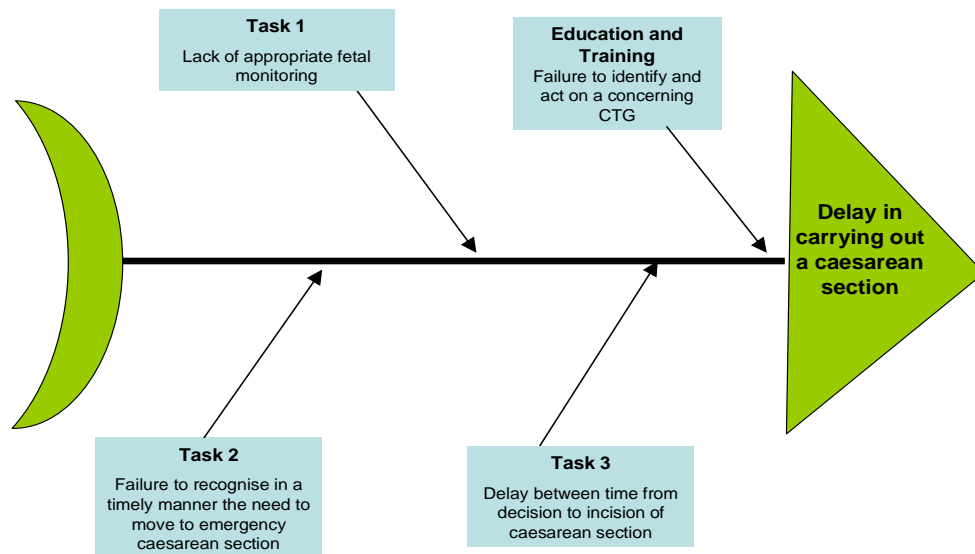 Task 1
Lack of appropriate fetal
monitoring
Education and
Training
Failure to identify and
act on a concerning
CTG
Delay in
carrying out
a caesarean
section
Task 2
Failure to recognise in a
timely manner the need to
move to emergency
caesarean section
Task 3
Delay between time from
decision to incision of
caesarean section